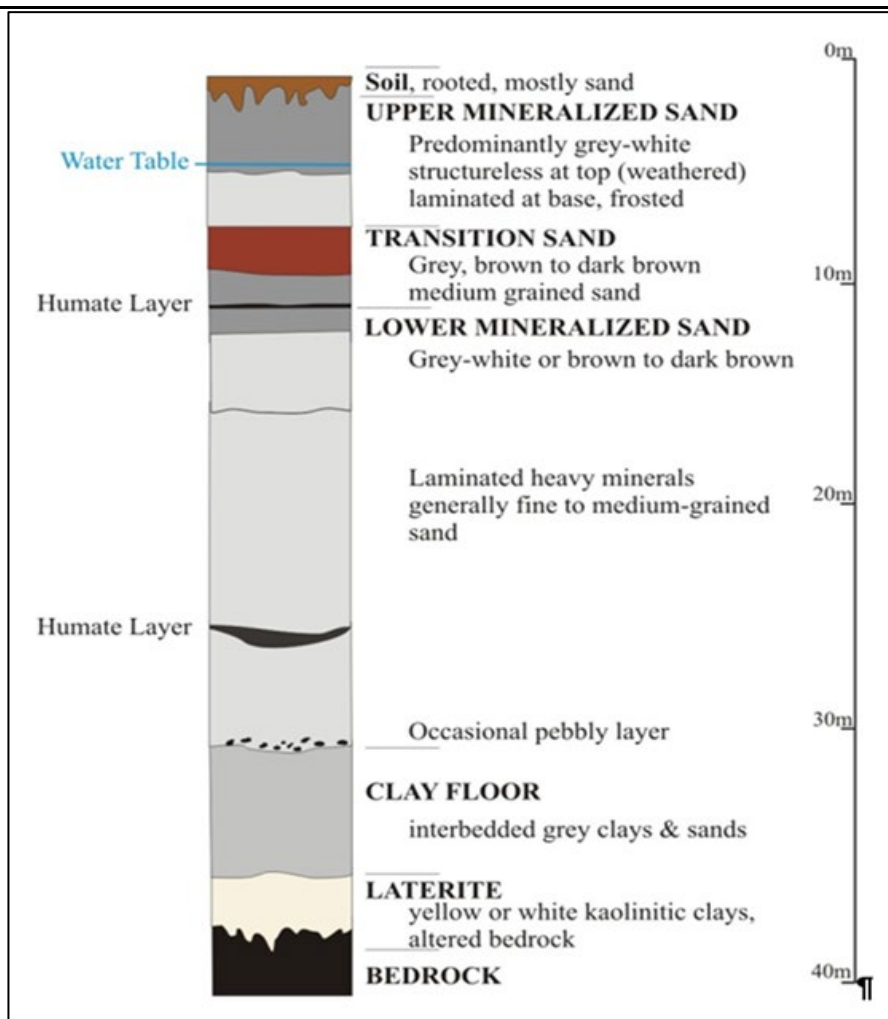 0m
Soil, rooted, mostly sand
UPPER MINERALIZED SAND
Predominantly grey-white
structureless at top (weathered)
laminated at base, frosted
Water Table
TRANSITION SAND
Grey, brown to dark brown
medium grained sand
10m
Humate Layer
LOWER MINERALIZED SAND
Grey-white or brown to dark brown
Laminated heavy minerals
generally fine to medium-grained
sand
20m
Humate Layer
Occasional pebbly layer
30m
CLAY FLOOR
interbedded grey clays & sands
LATERITE
yellow or white kaolinitic clays,
altered bedrock
BEDROCK
40m
¶